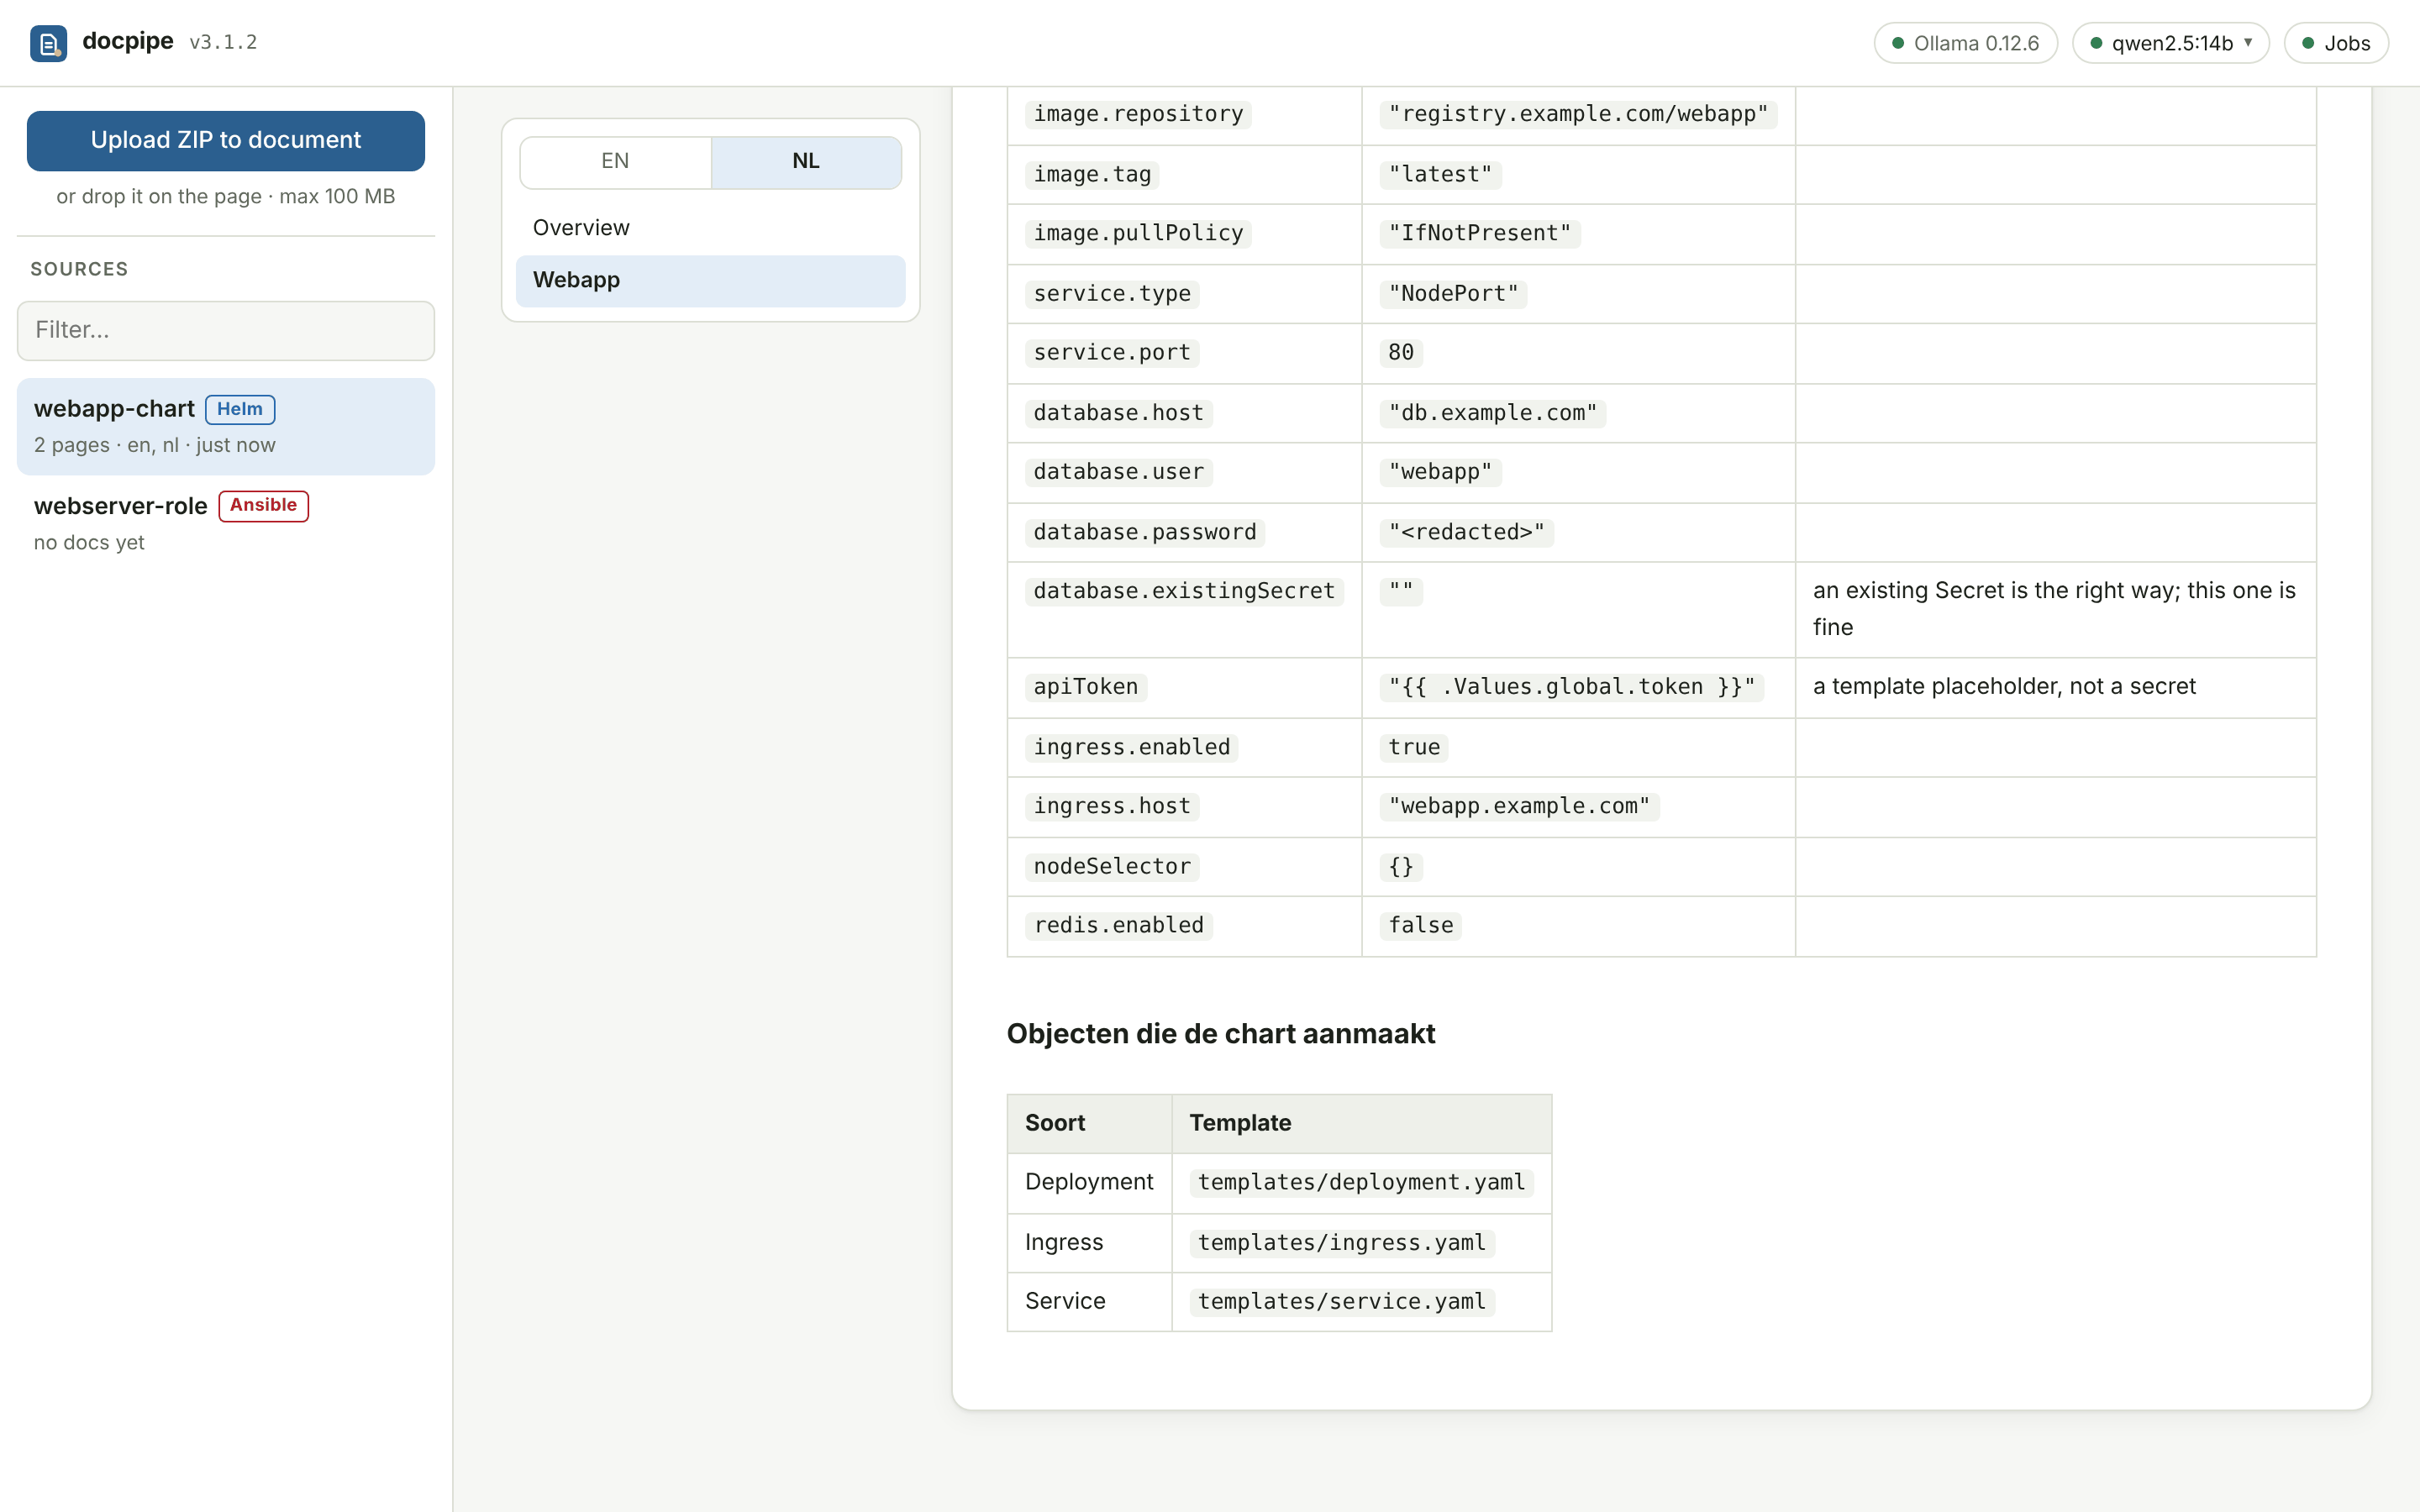 docpipe v3.1.2
Ollama 0.12.6
qwen2.5:14b ▾
Jobs
Upload ZIP to document
or drop it on the page · max 100 MB
SOURCES
Filter...
webapp-chart Helm
2 pages · en, nl · just now
webserver-role Ansible
no docs yet
EN NL
Overview
Webapp
image.repository "registry.example.com/webapp"
image.tag "latest"
image.pullPolicy "IfNotPresent"
service.type "NodePort"
service.port 80
database.host "db.example.com"
database.user "webapp"
database.password "<redacted>"
database.existingSecret "" an existing Secret is the right way; this one is
fine
apiToken "{{ .Values.global.token }}" a template placeholder, not a secret
ingress.enabled true
ingress.host "webapp.example.com"
nodeSelector {}
redis.enabled false
Objecten die de chart aanmaakt
Soort Template
Deployment templates/deployment.yaml
Ingress templates/ingress.yaml
Service templates/service.yaml